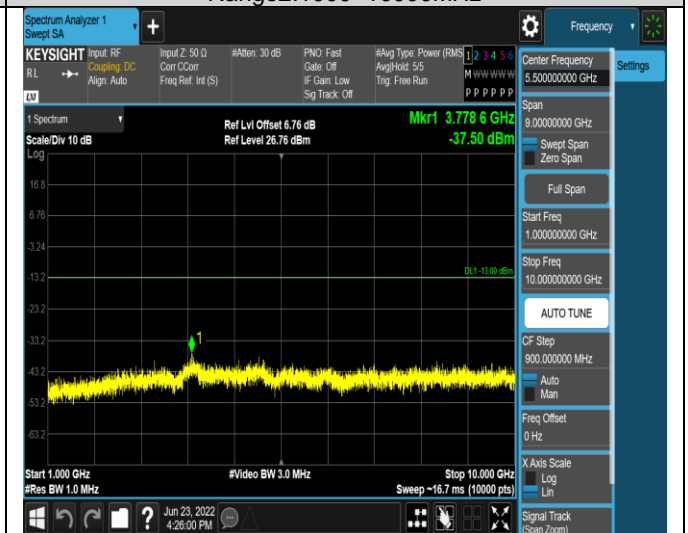 Spectrum Analyzer 1
Swept SA
Frequency
Settings
KEYSIGHT
RL
LXI
Input: RF
Coupling: DC
Align: Auto
Input Z: 50 Ω
Corr CCorr
Freq Ref: Int (S)
#Atten: 30 dB
PNO: Fast
Gate: Off
IF Gain: Low
Sig Track: Off
#Avg Type: Power (RMS
Avg|Hold: 5/5
Trig: Free Run
1 2 3 4 5 6
M W W W W W
P P P P P P
1 Spectrum
Scale/Div 10 dB
Log
Ref Lvl Offset 6.76 dB
Ref Level 26.76 dBm
Mkr1 3.778 6 GHz
-37.50 dBm
16.8
6.76
-3.24
-13.2
-23.2
-33.2
-43.2
-53.2
-63.2
DL1 -13.00 dBm
1
Start 1.000 GHz
#Res BW 1.0 MHz
#Video BW 3.0 MHz
Stop 10.000 GHz
Sweep ~16.7 ms (10000 pts)
Center Frequency
5.500000000 GHz
Span
9.00000000 GHz
Swept Span
Zero Span
Full Span
Start Freq
1.000000000 GHz
Stop Freq
10.000000000 GHz
AUTO TUNE
CF Step
900.000000 MHz
Auto
Man
Freq Offset
0 Hz
X Axis Scale
Log
Lin
Signal Track
(Span Zoom)
Jun 23, 2022
4:26:00 PM